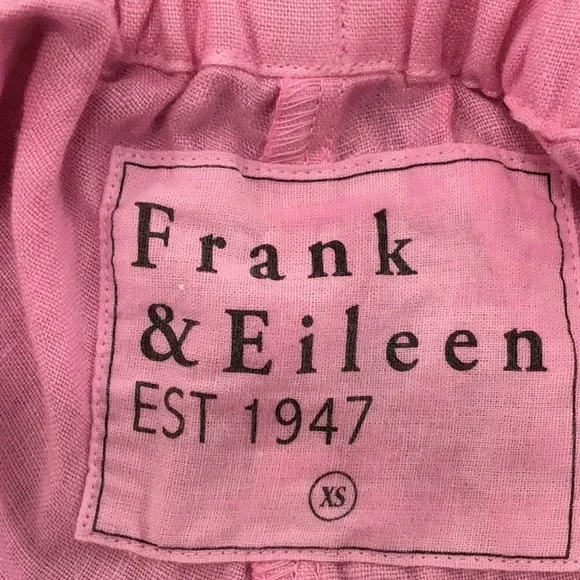 Frank
& Eileen
EST 1947
XS